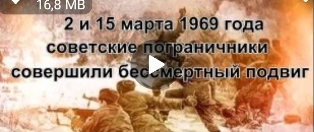 16,8 MB
2 и 15 марта 1969 года
советские пограничники
совершили бессмертный подвиг